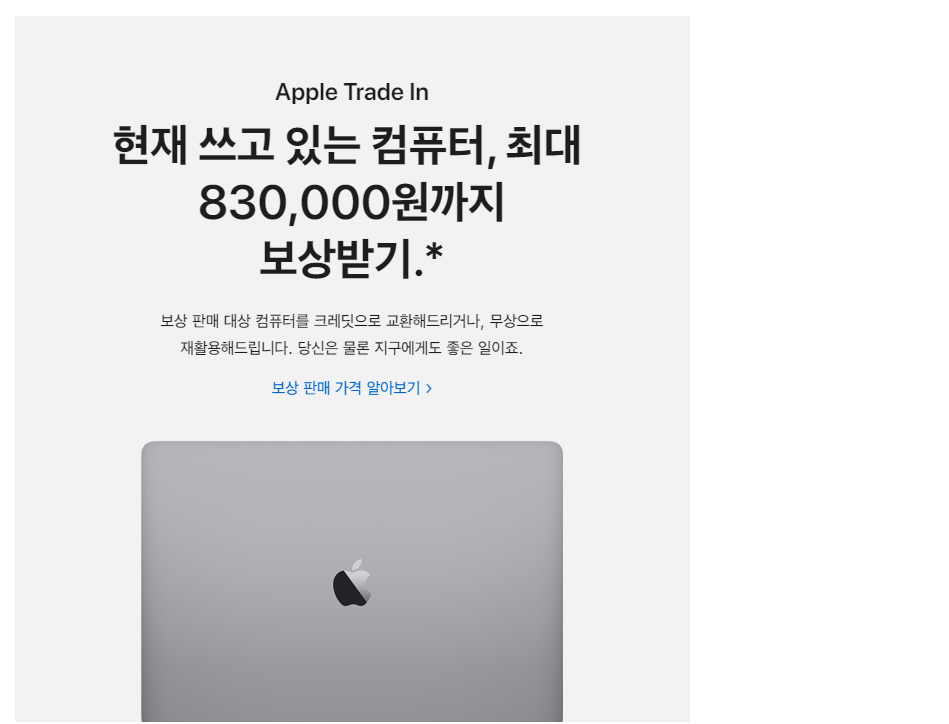 Apple Trade In
현재 쓰고 있는 컴퓨터, 최대
830,000원까지
보상받기.*
보상 판매 대상 컴퓨터를 크레딧으로 교환해드리거나, 무상으로
재활용해드립니다. 당신은 물론 지구에게도 좋은 일이죠.
보상 판매 가격 알아보기 >